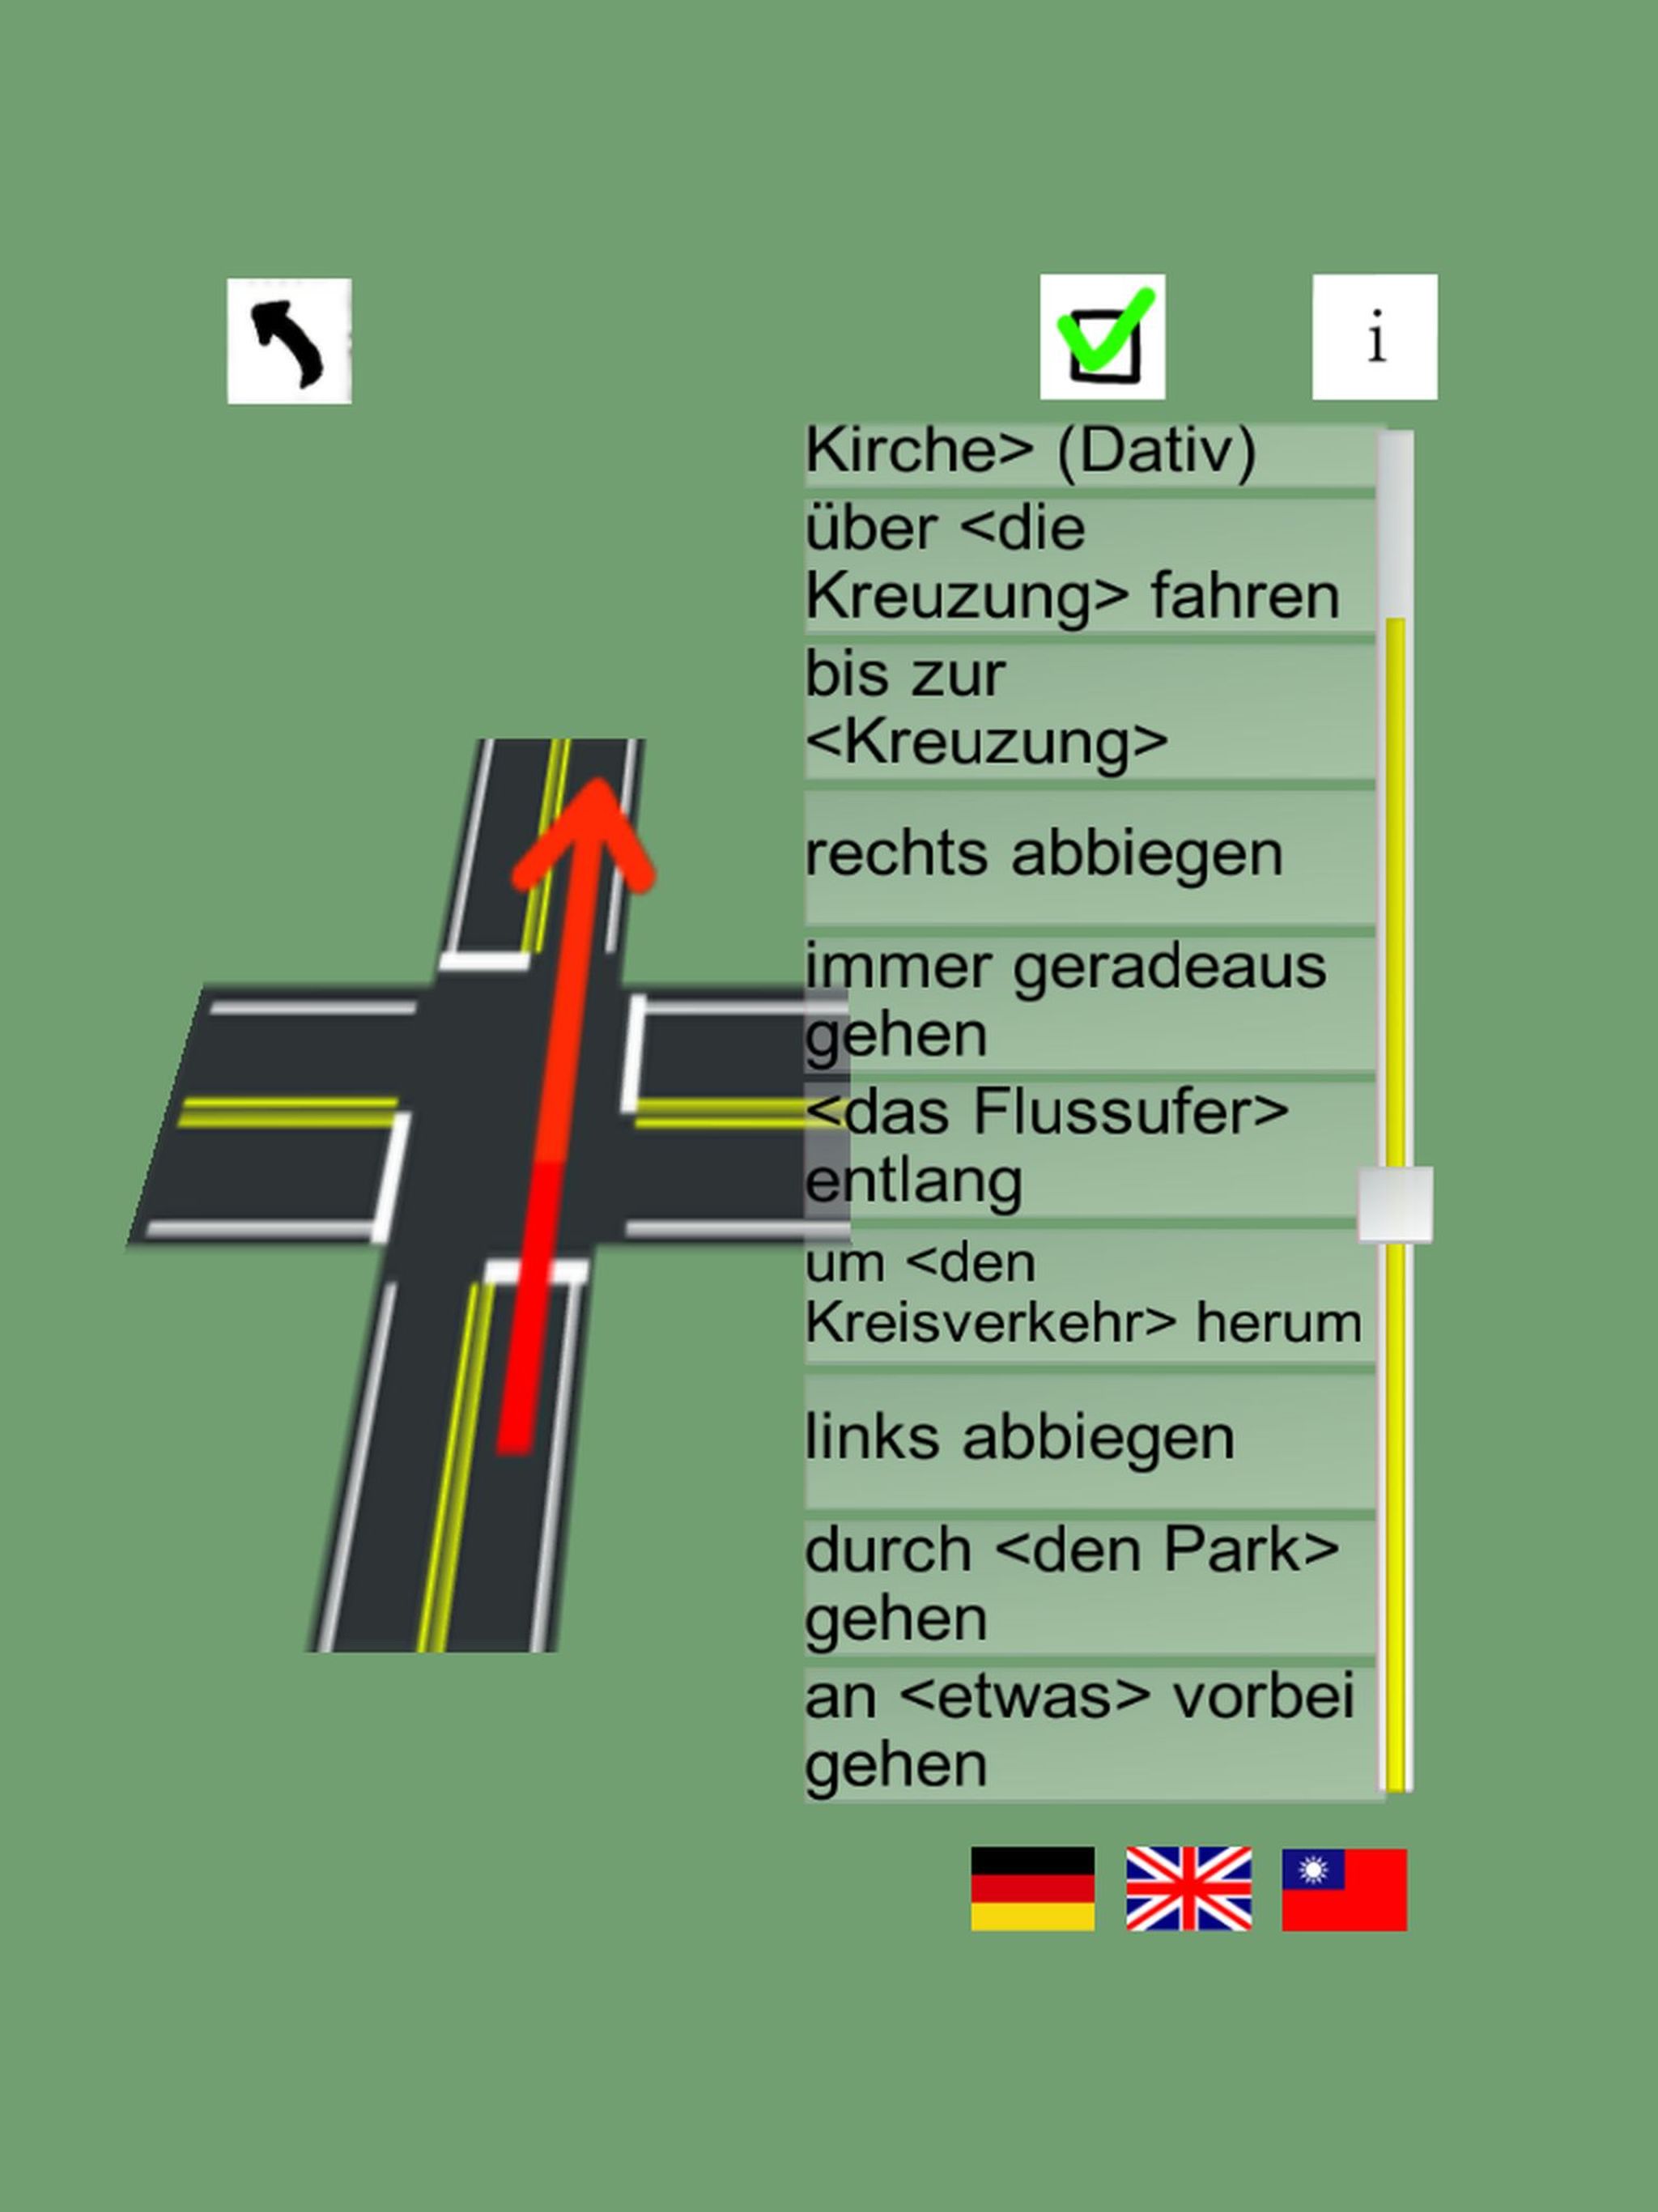 i
Kirche> (Dativ)
über <die
Kreuzung> fahren
bis zur
<Kreuzung>
rechts abbiegen
immer geradeaus
gehen
<das Flussufer>
entlang
um <den
Kreisverkehr> herum
links abbiegen
durch <den Park>
gehen
an <etwas> vorbei
gehen